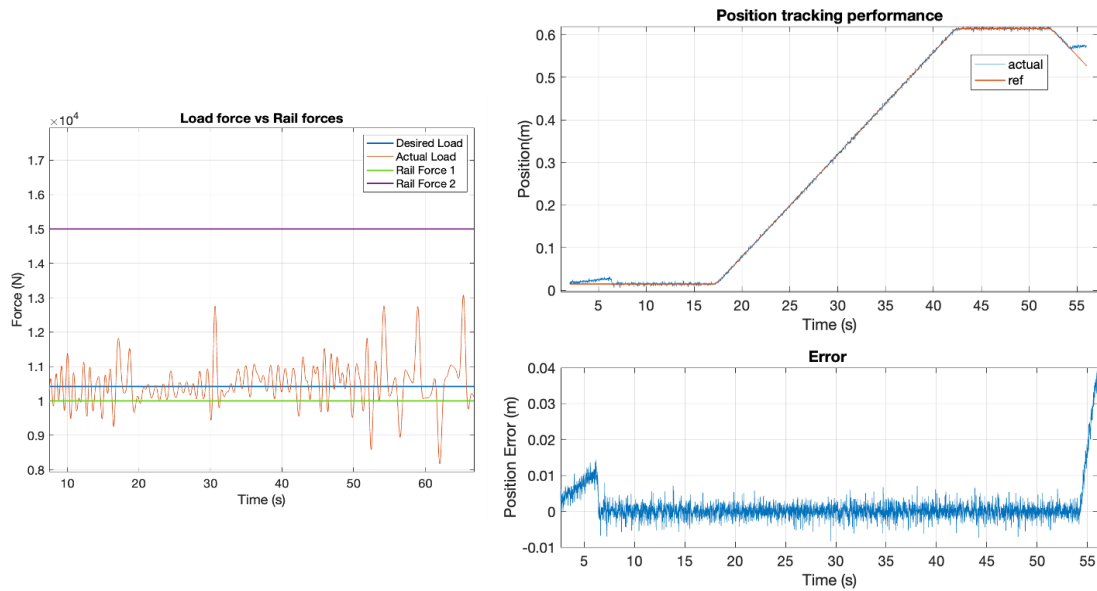 Load force vs Rail forces
×10⁴
Desired Load
Actual Load
Rail Force 1
Rail Force 2
1.7
1.6
1.5
1.4
1.3
1.2
1.1
1
0.9
0.8
Force (N)
10 20 30 40 50 60
Time (s)
Position tracking performance
actual
ref
0.6
0.5
0.4
0.3
0.2
0.1
0
Position(m)
5 10 15 20 25 30 35 40 45 50 55
Time (s)
Error
0.04
0.03
0.02
0.01
0
-0.01
Position Error (m)
5 10 15 20 25 30 35 40 45 50 55
Time (s)